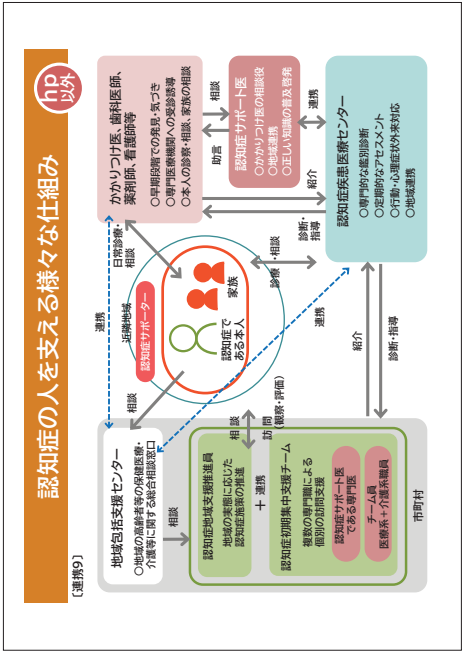 認知症の人を支える様々な仕組み
hp
以外
［連携9］
地域包括支援センター
○地域の高齢者等の保健医療・
介護等に関する総合相談窓口
連携
かかりつけ医、歯科医師、
薬剤師、看護師等
○早期段階での発見・気づき
○専門医療機関への受診誘導
○本人の診察・相談、家族の相談
相談
日常診療・
相談
近隣地域
認知症サポーター
認知症で
ある本人
家族
助言
相談
認知症サポート医
○かかりつけ医の相談役
○地域連携
○正しい知識の普及啓発
相談
認知症地域支援推進員
地域の実態に応じた
認知症施策の推進
＋ 連携
認知症初期集中支援チーム
複数の専門職による
個別の訪問支援
認知症サポート医
である専門医
チーム員
医療系＋介護系職員
市町村
相談
訪問
（観察・評価）
診療・相談
診断・
指導
紹介
連携
連携
認知症疾患医療センター
○専門的な鑑別診断
○定期的なアセスメント
○行動・心理症状外来対応
○地域連携
紹介
診断・指導